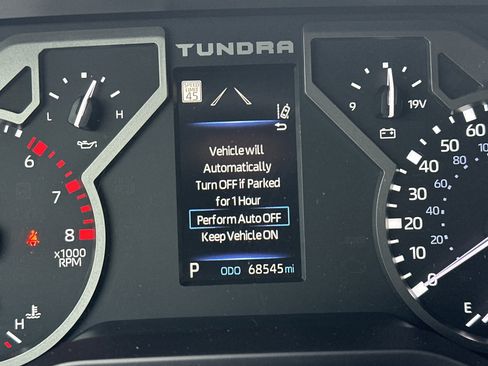 TUNDRA
SPEED LIMIT 45
L H
9 19V
6
7
8
x1000
RPM
H
Vehicle will
Automatically
Turn OFF if Parked
for 1 Hour
Perform Auto OFF
Keep Vehicle ON
P ODO 68545 mi
60
50
40
20
0
80
60
40
20
E